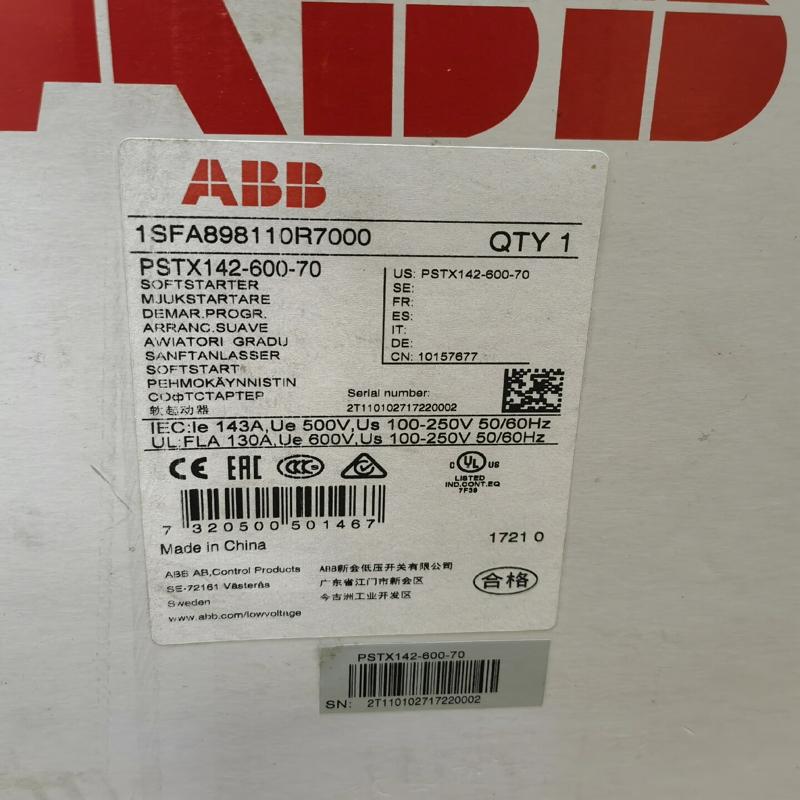 ABB
ABB
1SFA898110R7000
QTY 1
PSTX142-600-70
SOFTSTARTER
MJUKSTARTARE
DEMAR.PROGR.
ARRANC.SUAVE
AWIATORI GRADU
SANFTANLASSER
SOFTSTART
PEHMOKÄYNNISTIN
СОФТСТАРТЕР
软起动器
US: PSTX142-600-70
SE:
FR:
ES:
IT:
DE:
CN: 10157677
Serial number:
2T110102717220002
IEC:Ie 143A,Ue 500V,Us 100-250V 50/60Hz
UL:FLA 130A,Ue 600V,Us 100-250V 50/60Hz
CE EAC CCC C UL US
LISTED
IND.CONT.EQ
7F39
7 320500 501467
Made in China
1721 0
ABB AB,Control Products
SE-72161 Västerås
Sweden
www.abb.com/lowvoltage
ABB新会低压开关有限公司
广东省江门市新会区
今古洲工业开发区
合格
PSTX142-600-70
SN: 2T110102717220002